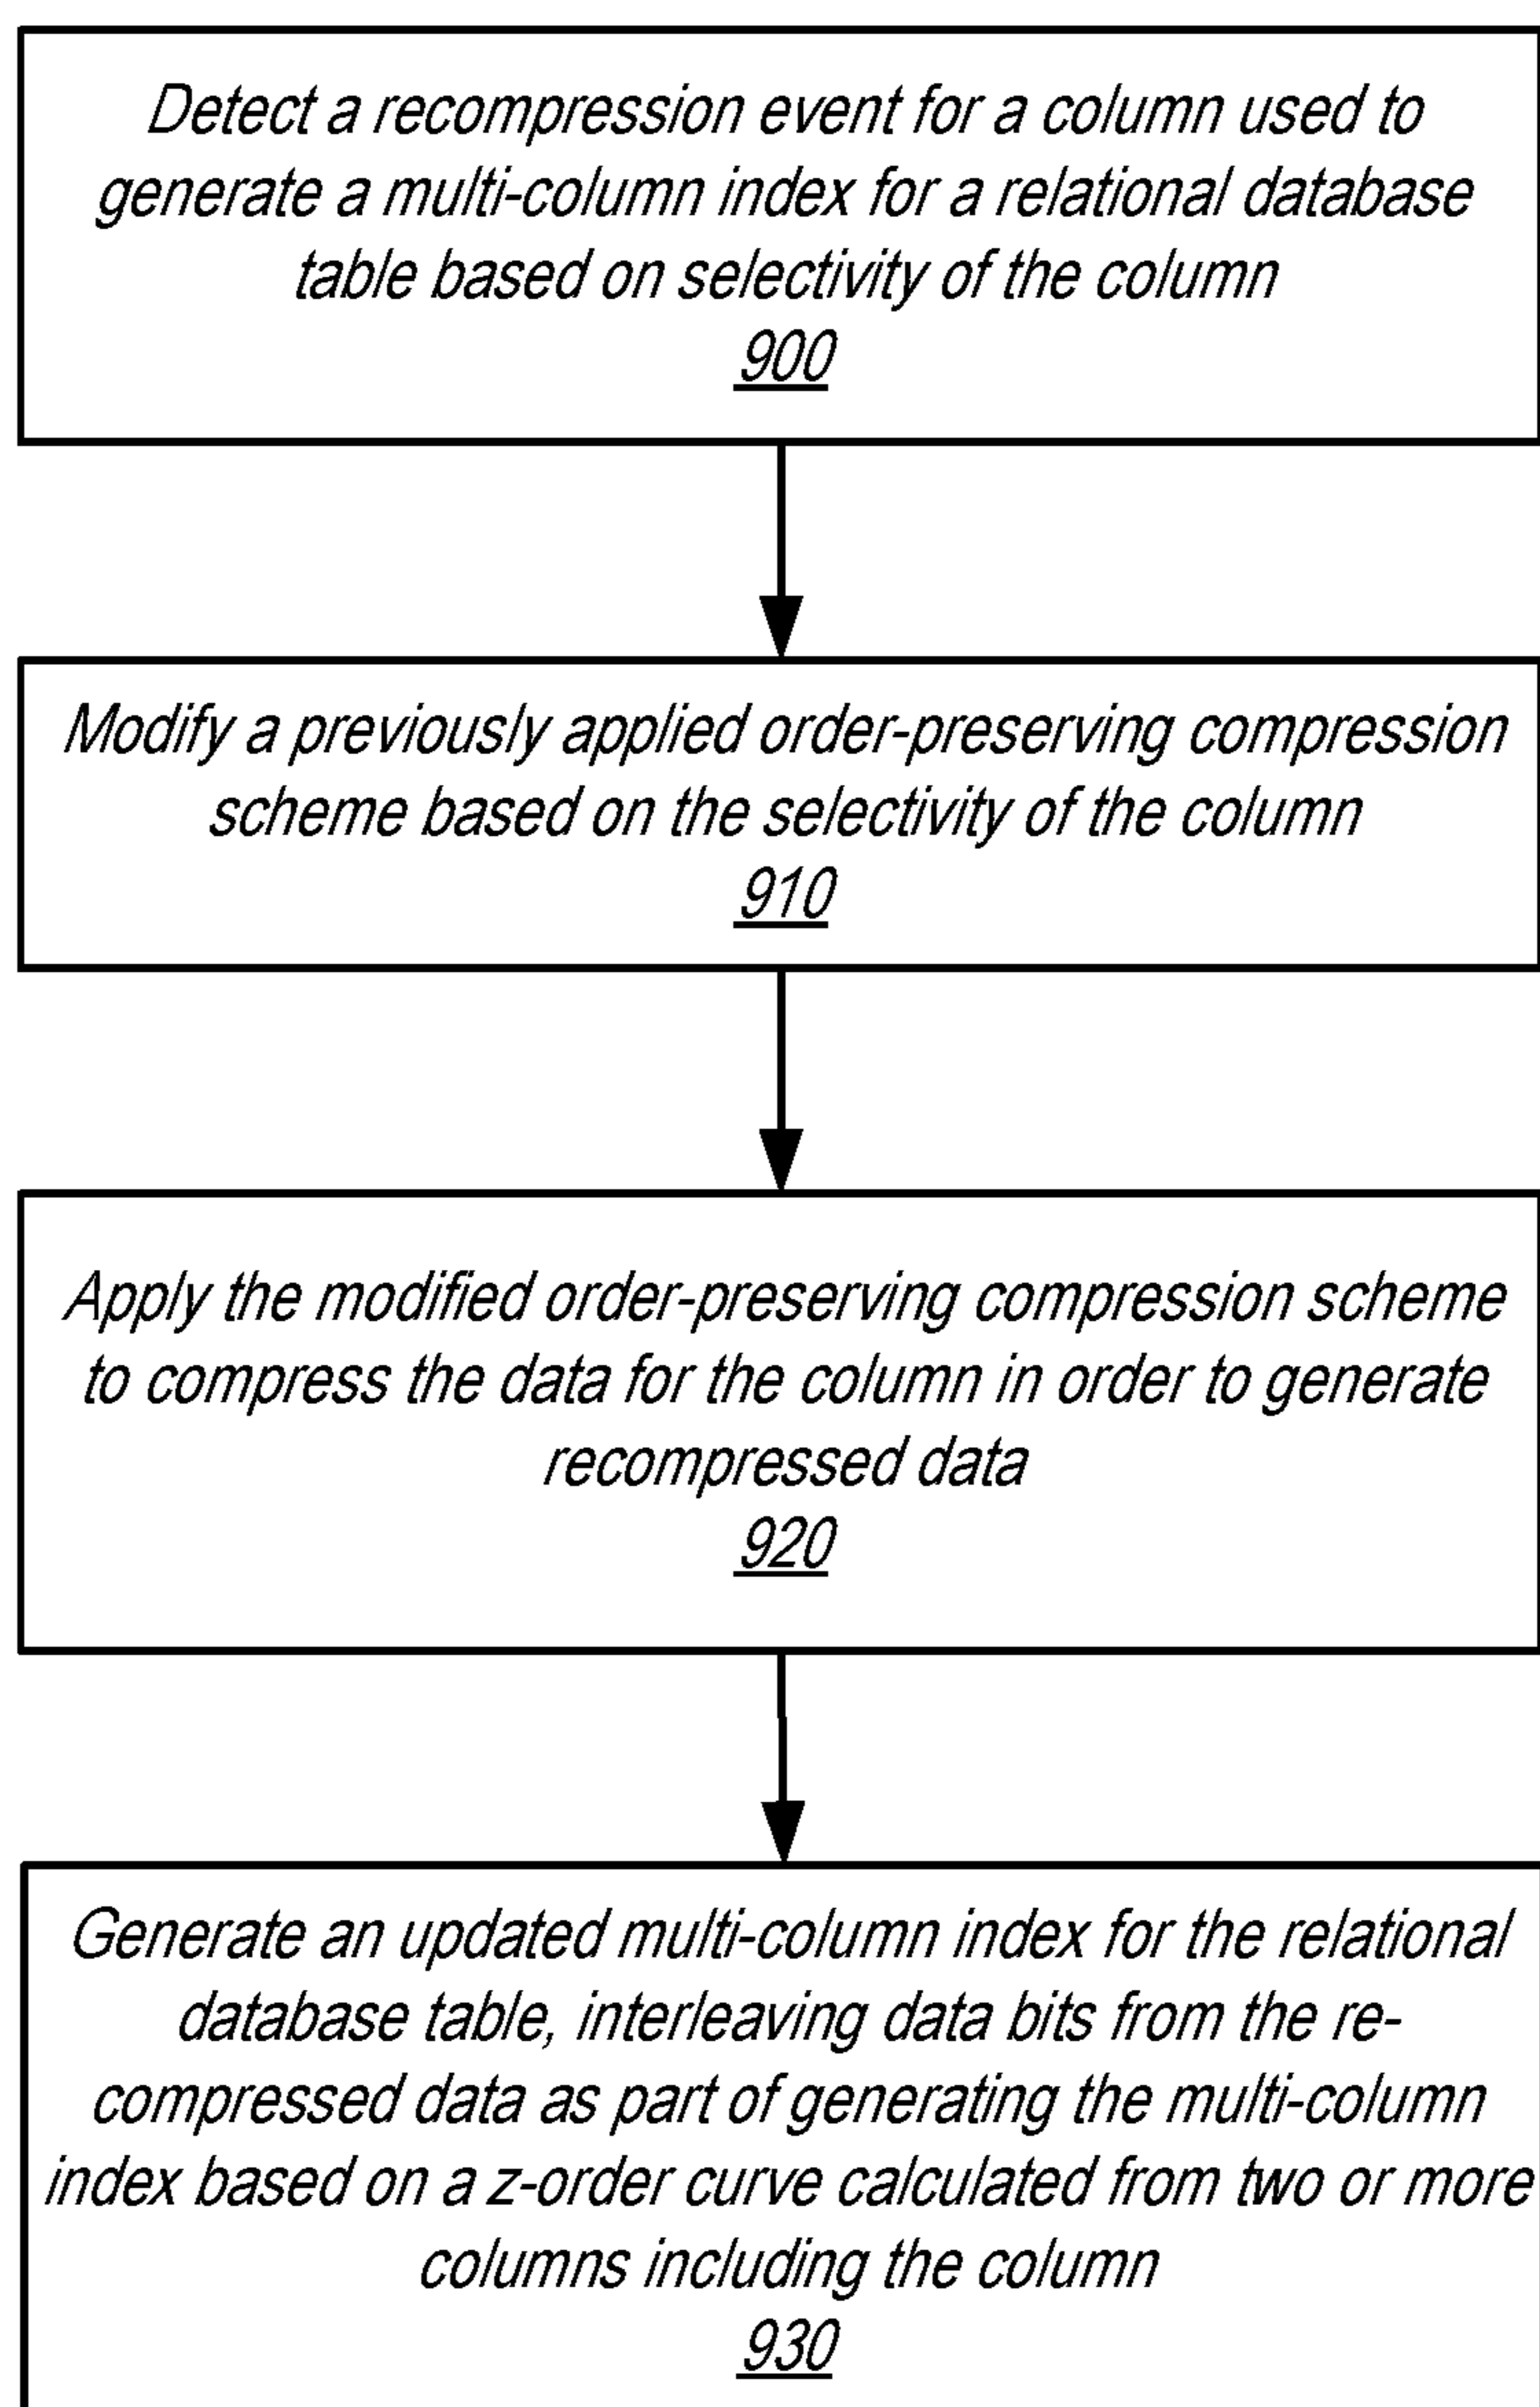 Detect a recompression event for a column used to
generate a multi-column index for a relational database
table based on selectivity of the column
900
Modify a previously applied order-preserving compression
scheme based on the selectivity of the column
910
Apply the modified order-preserving compression scheme
to compress the data for the column in order to generate
recompressed data
920
Generate an updated multi-column index for the relational
database table, interleaving data bits from the re-
compressed data as part of generating the multi-column
index based on a z-order curve calculated from two or more
columns including the column
930